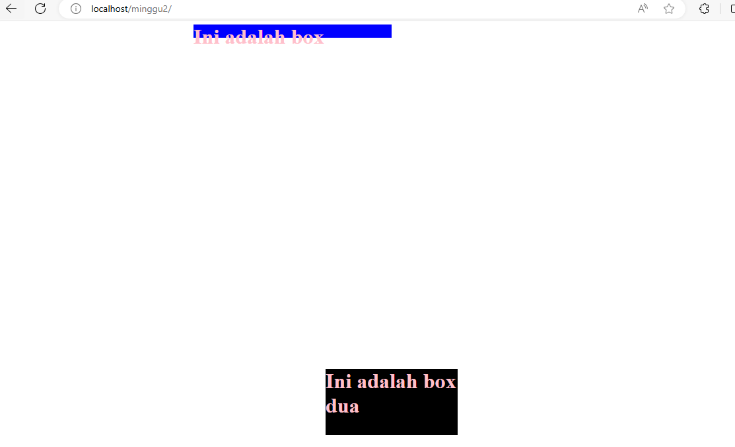 localhost/minggu2/
Ini adalah box
Ini adalah box
dua